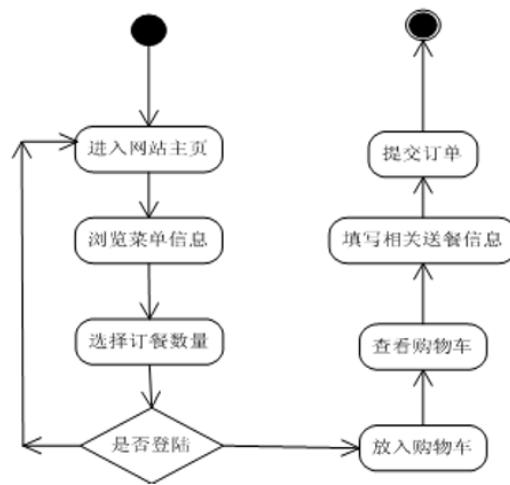 进入网站主页
浏览菜单信息
选择订餐数量
是否登陆
放入购物车
查看购物车
填写相关送餐信息
提交订单